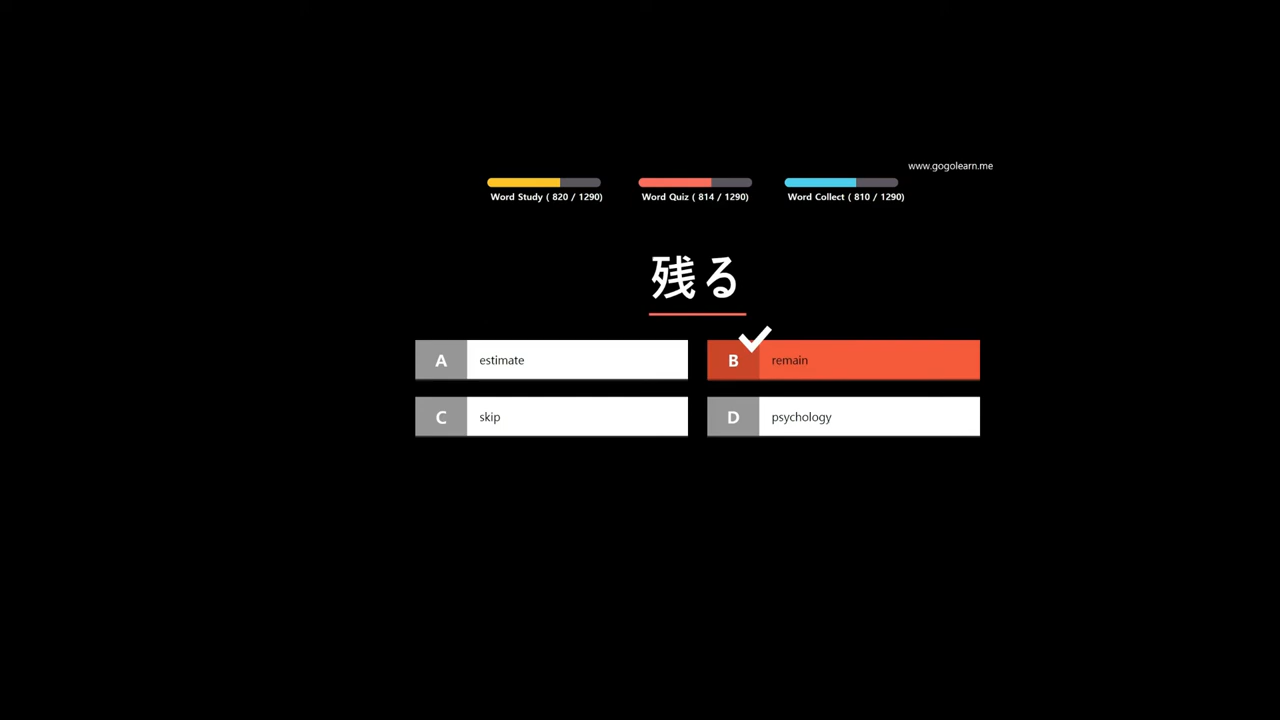 www.gogolearn.me
Word Study ( 820 / 1290)
Word Quiz ( 814 / 1290)
Word Collect ( 810 / 1290)
残る
A estimate
B remain
C skip
D psychology